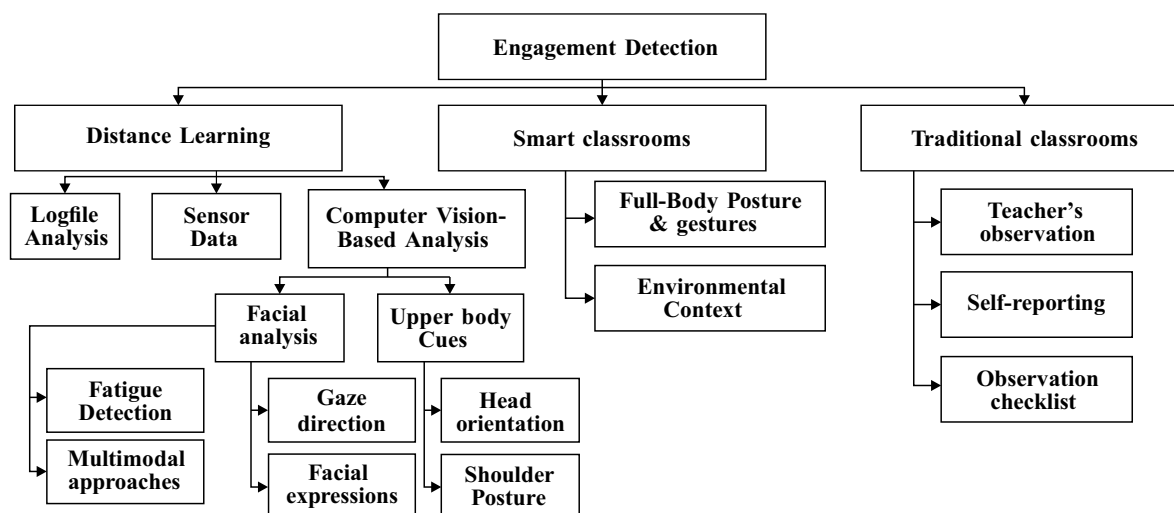 Engagement Detection
Distance Learning
Smart classrooms
Traditional classrooms
Logfile
Analysis
Sensor
Data
Computer Vision-
Based Analysis
Full-Body Posture
& gestures
Teacher's
observation
Environmental
Context
Self-reporting
Facial
analysis
Upper body
Cues
Observation
checklist
Fatigue
Detection
Gaze
direction
Head
orientation
Multimodal
approaches
Facial
expressions
Shoulder
Posture